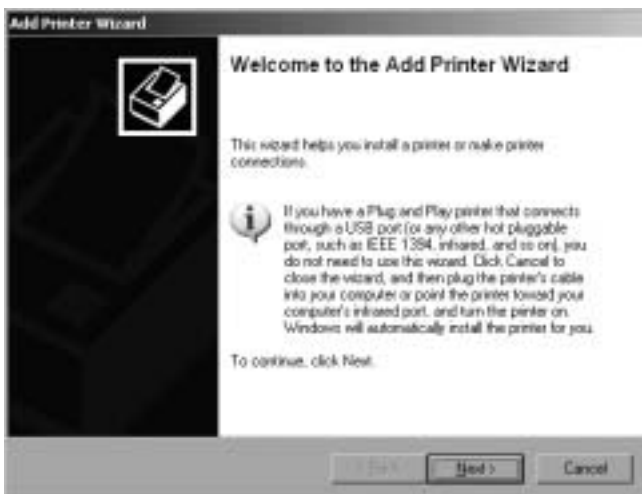 Add Printer Wizard
Welcome to the Add Printer Wizard
This wizard helps you install a printer or make printer
connections.
If you have a Plug and Play printer that connects
through a USB port (or any other hot pluggable
port, such as IEEE 1394, infrared, and so on), you
do not need to use this wizard. Click Cancel to
close the wizard, and then plug the printer's cable
into your computer or point the printer toward your
computer's infrared port, and turn the printer on.
Windows will automatically install the printer for you.
To continue, click Next.
< Back
Next >
Cancel